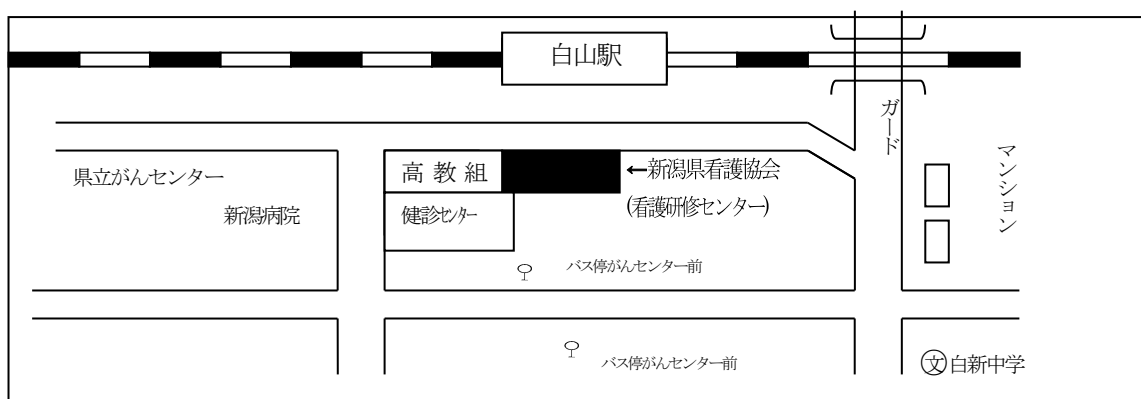 白山駅
ガード
マンション
高教組
←新潟県看護協会
(看護研修センター)
県立がんセンター
新潟病院
健診センター
バス停がんセンター前
バス停がんセンター前
文白新中学